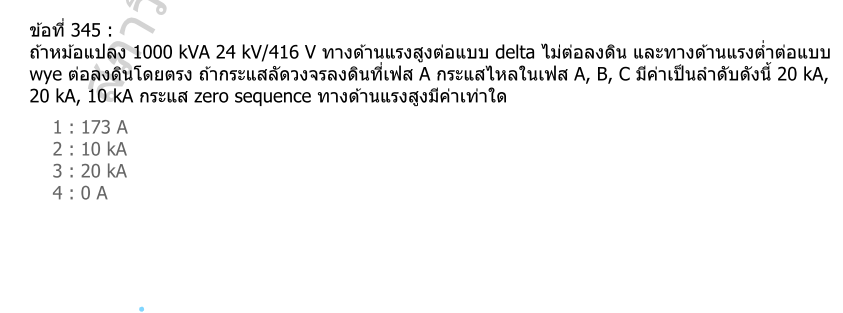 ข้อที่ 345 :
ถ้าหม้อแปลง 1000 kVA 24 kV/416 V ทางด้านแรงสูงต่อแบบ delta ไม่ต่อลงดิน และทางด้านแรงต่ำต่อแบบ
wye ต่อลงดินโดยตรง ถ้ากระแสลัดวงจรลงดินที่เฟส A กระแสไหลในเฟส A, B, C มีค่าเป็นลำดับดังนี้ 20 kA,
20 kA, 10 kA กระแส zero sequence ทางด้านแรงสูงมีค่าเท่าใด
1 : 173 A
2 : 10 kA
3 : 20 kA
4 : 0 A